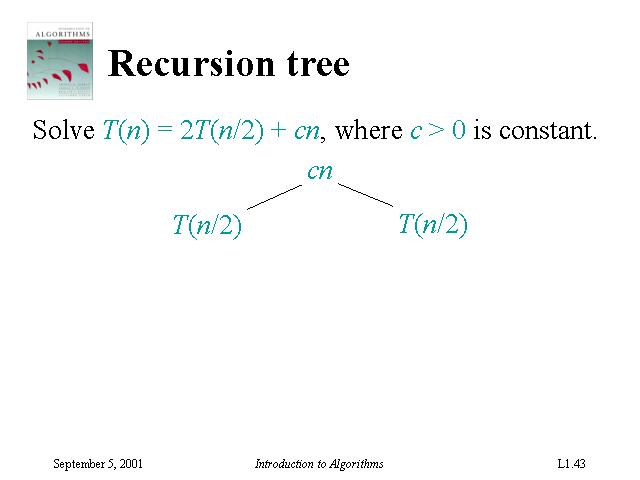 ALGORITHMS
Recursion tree
Solve T(n) = 2T(n/2) + cn, where c > 0 is constant.
cn
T(n/2) T(n/2)
September 5, 2001 Introduction to Algorithms L1.43